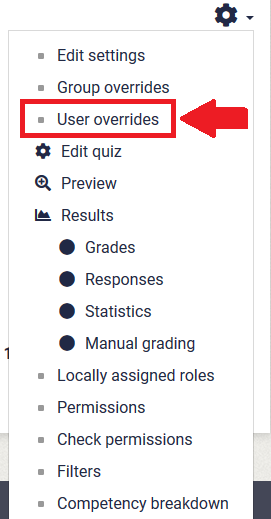 Edit settings
Group overrides
User overrides
Edit quiz
Preview
Results
Grades
Responses
Statistics
Manual grading
Locally assigned roles
Permissions
Check permissions
Filters
Competency breakdown